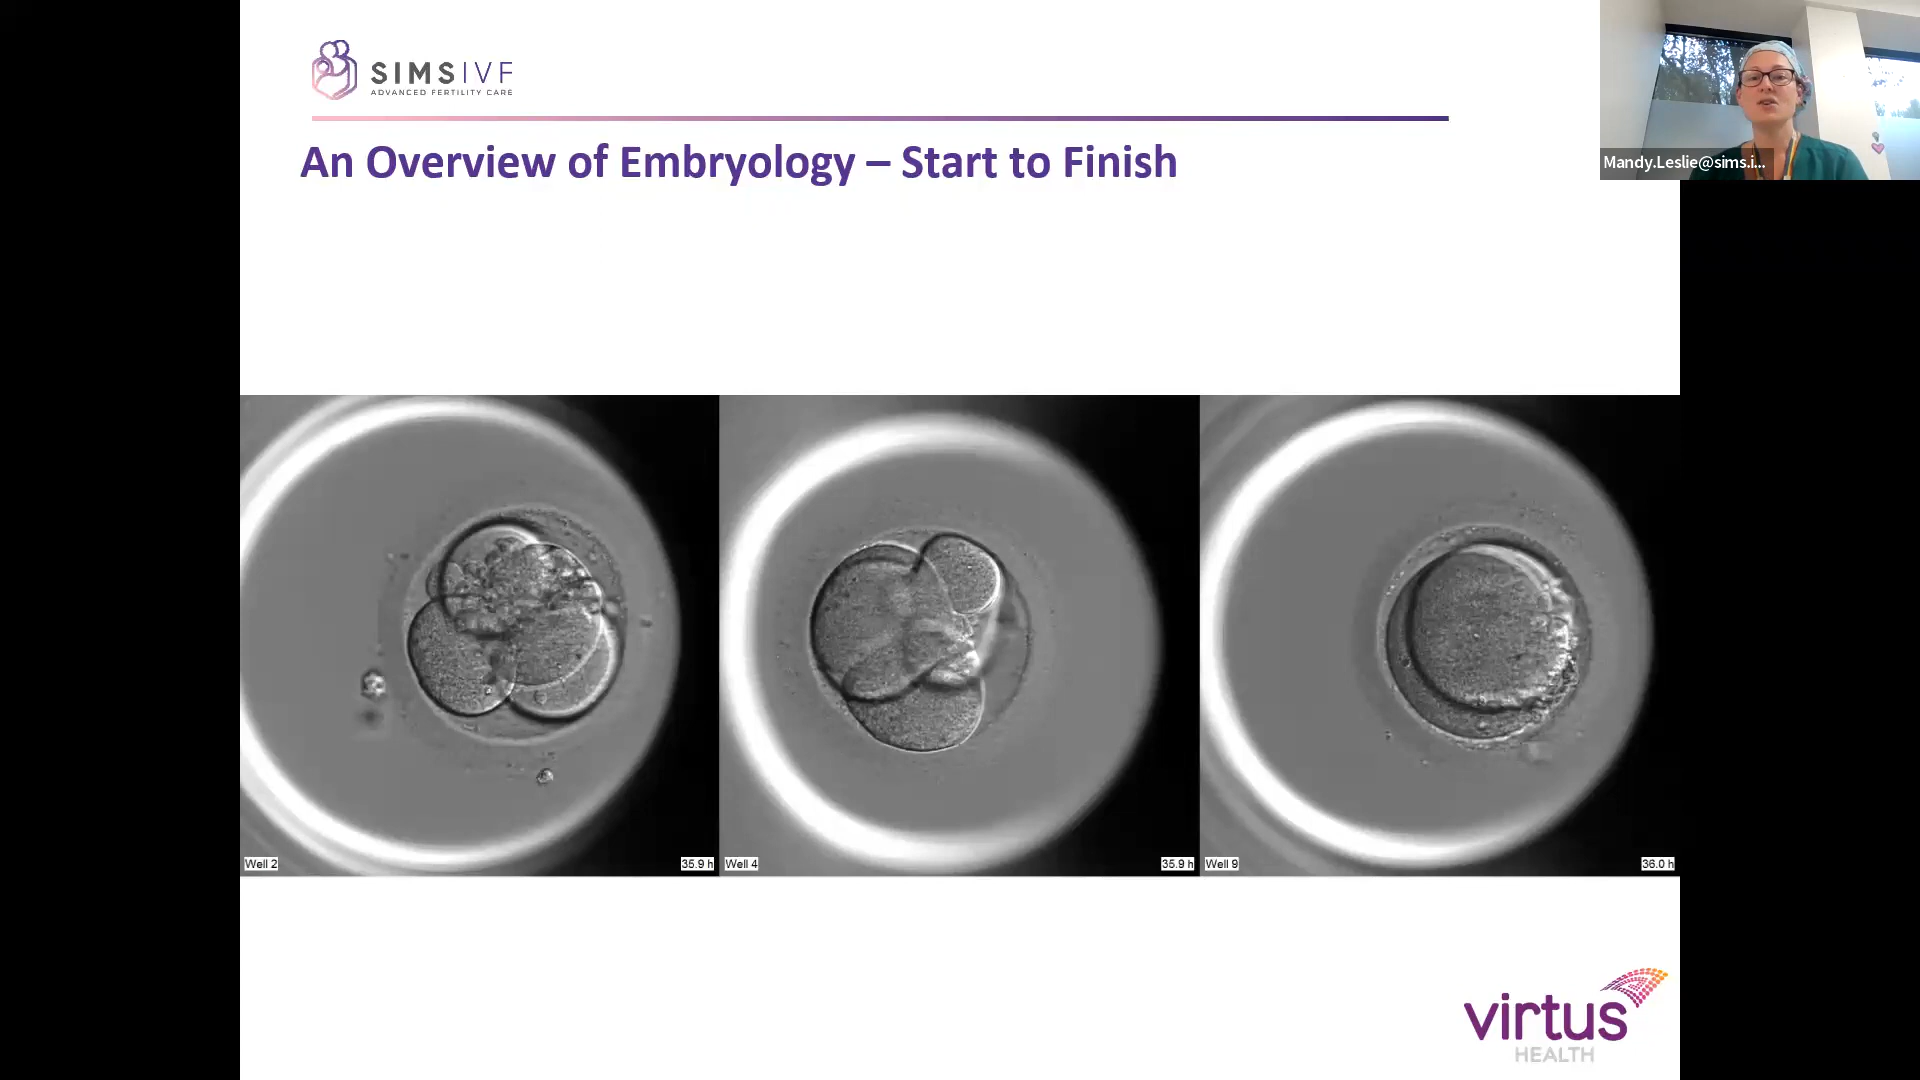 SIMSIVF
ADVANCED FERTILITY CARE
Mandy.Leslie@sims.i...
An Overview of Embryology – Start to Finish
Well 2
35.9 h
Well 4
35.9 h
Well 9
36.0 h
virtus
HEALTH